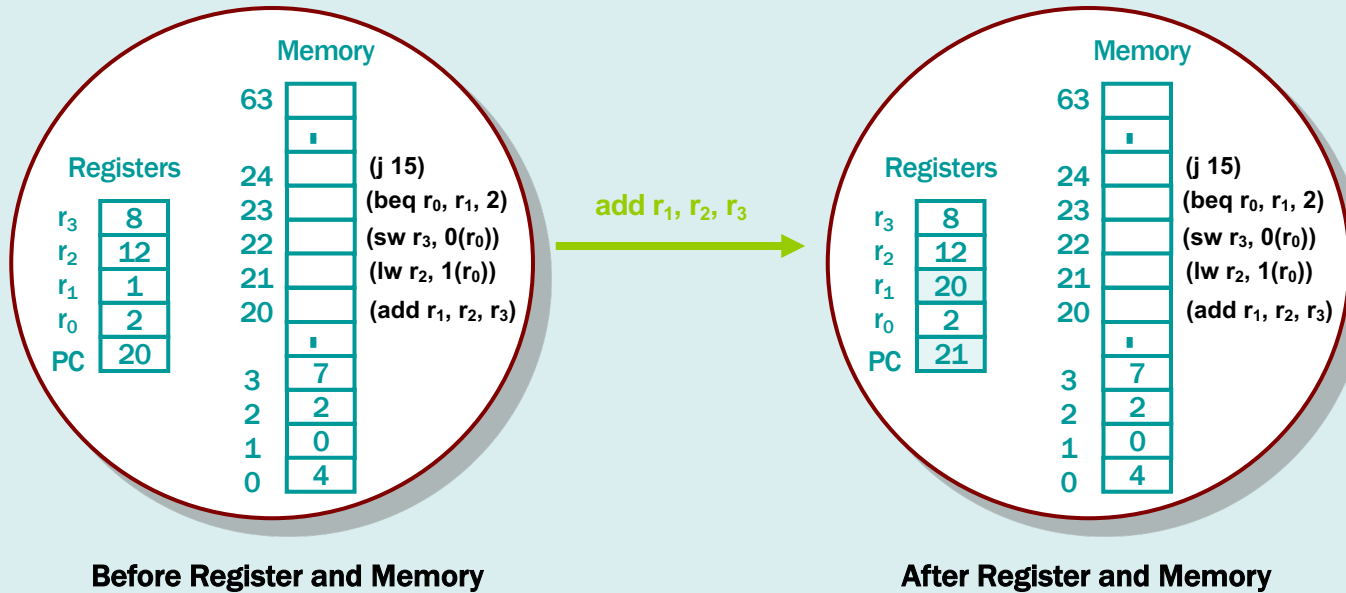 Memory
63
Registers
24 (j 15)
23 (beq r₀, r₁, 2)
22 (sw r₃, 0(r₀))
21 (lw r₂, 1(r₀))
20 (add r₁, r₂, r₃)
r₃ 8
r₂ 12
r₁ 1
r₀ 2
PC 20
3 7
2 2
1 0
0 4
Before Register and Memory
add r₁, r₂, r₃
Memory
63
Registers
24 (j 15)
23 (beq r₀, r₁, 2)
22 (sw r₃, 0(r₀))
21 (lw r₂, 1(r₀))
20 (add r₁, r₂, r₃)
r₃ 8
r₂ 12
r₁ 20
r₀ 2
PC 21
3 7
2 2
1 0
0 4
After Register and Memory